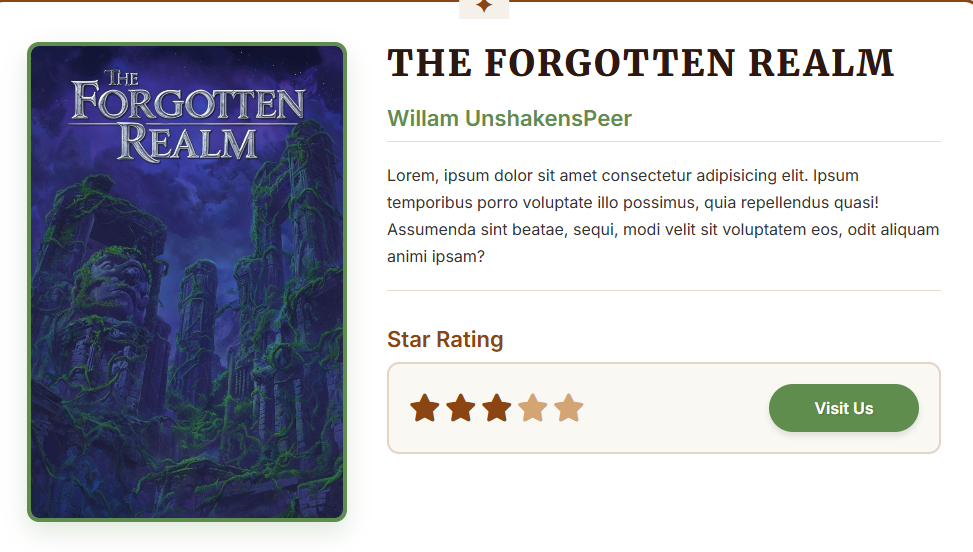 THE
FORGOTTEN
REALM
THE FORGOTTEN REALM
Willam UnshakensPeer
Lorem, ipsum dolor sit amet consectetur adipisicing elit. Ipsum
temporibus porro voluptate illo possimus, quia repellendus quasi!
Assumenda sint beatae, sequi, modi velit sit voluptatem eos, odit aliquam
animi ipsam?
Star Rating
Visit Us